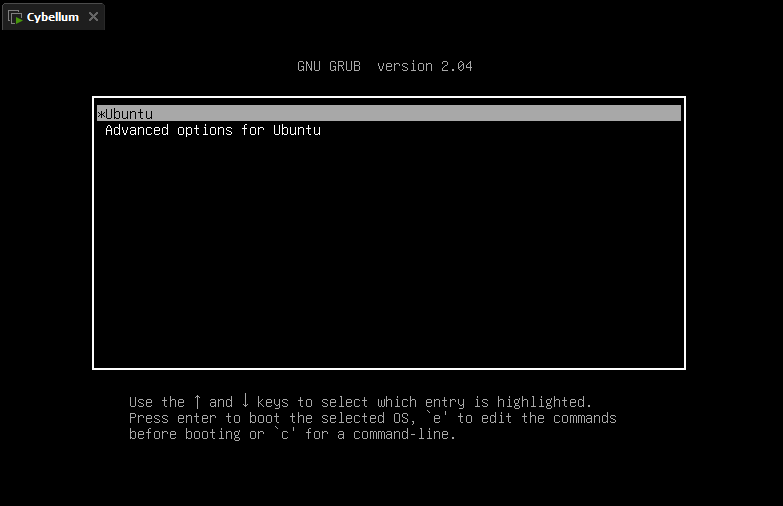 Cybellum
GNU GRUB  version 2.04
*Ubuntu
Advanced options for Ubuntu
Use the ↑ and ↓ keys to select which entry is highlighted.
Press enter to boot the selected OS, `e' to edit the commands
before booting or `c' for a command-line.